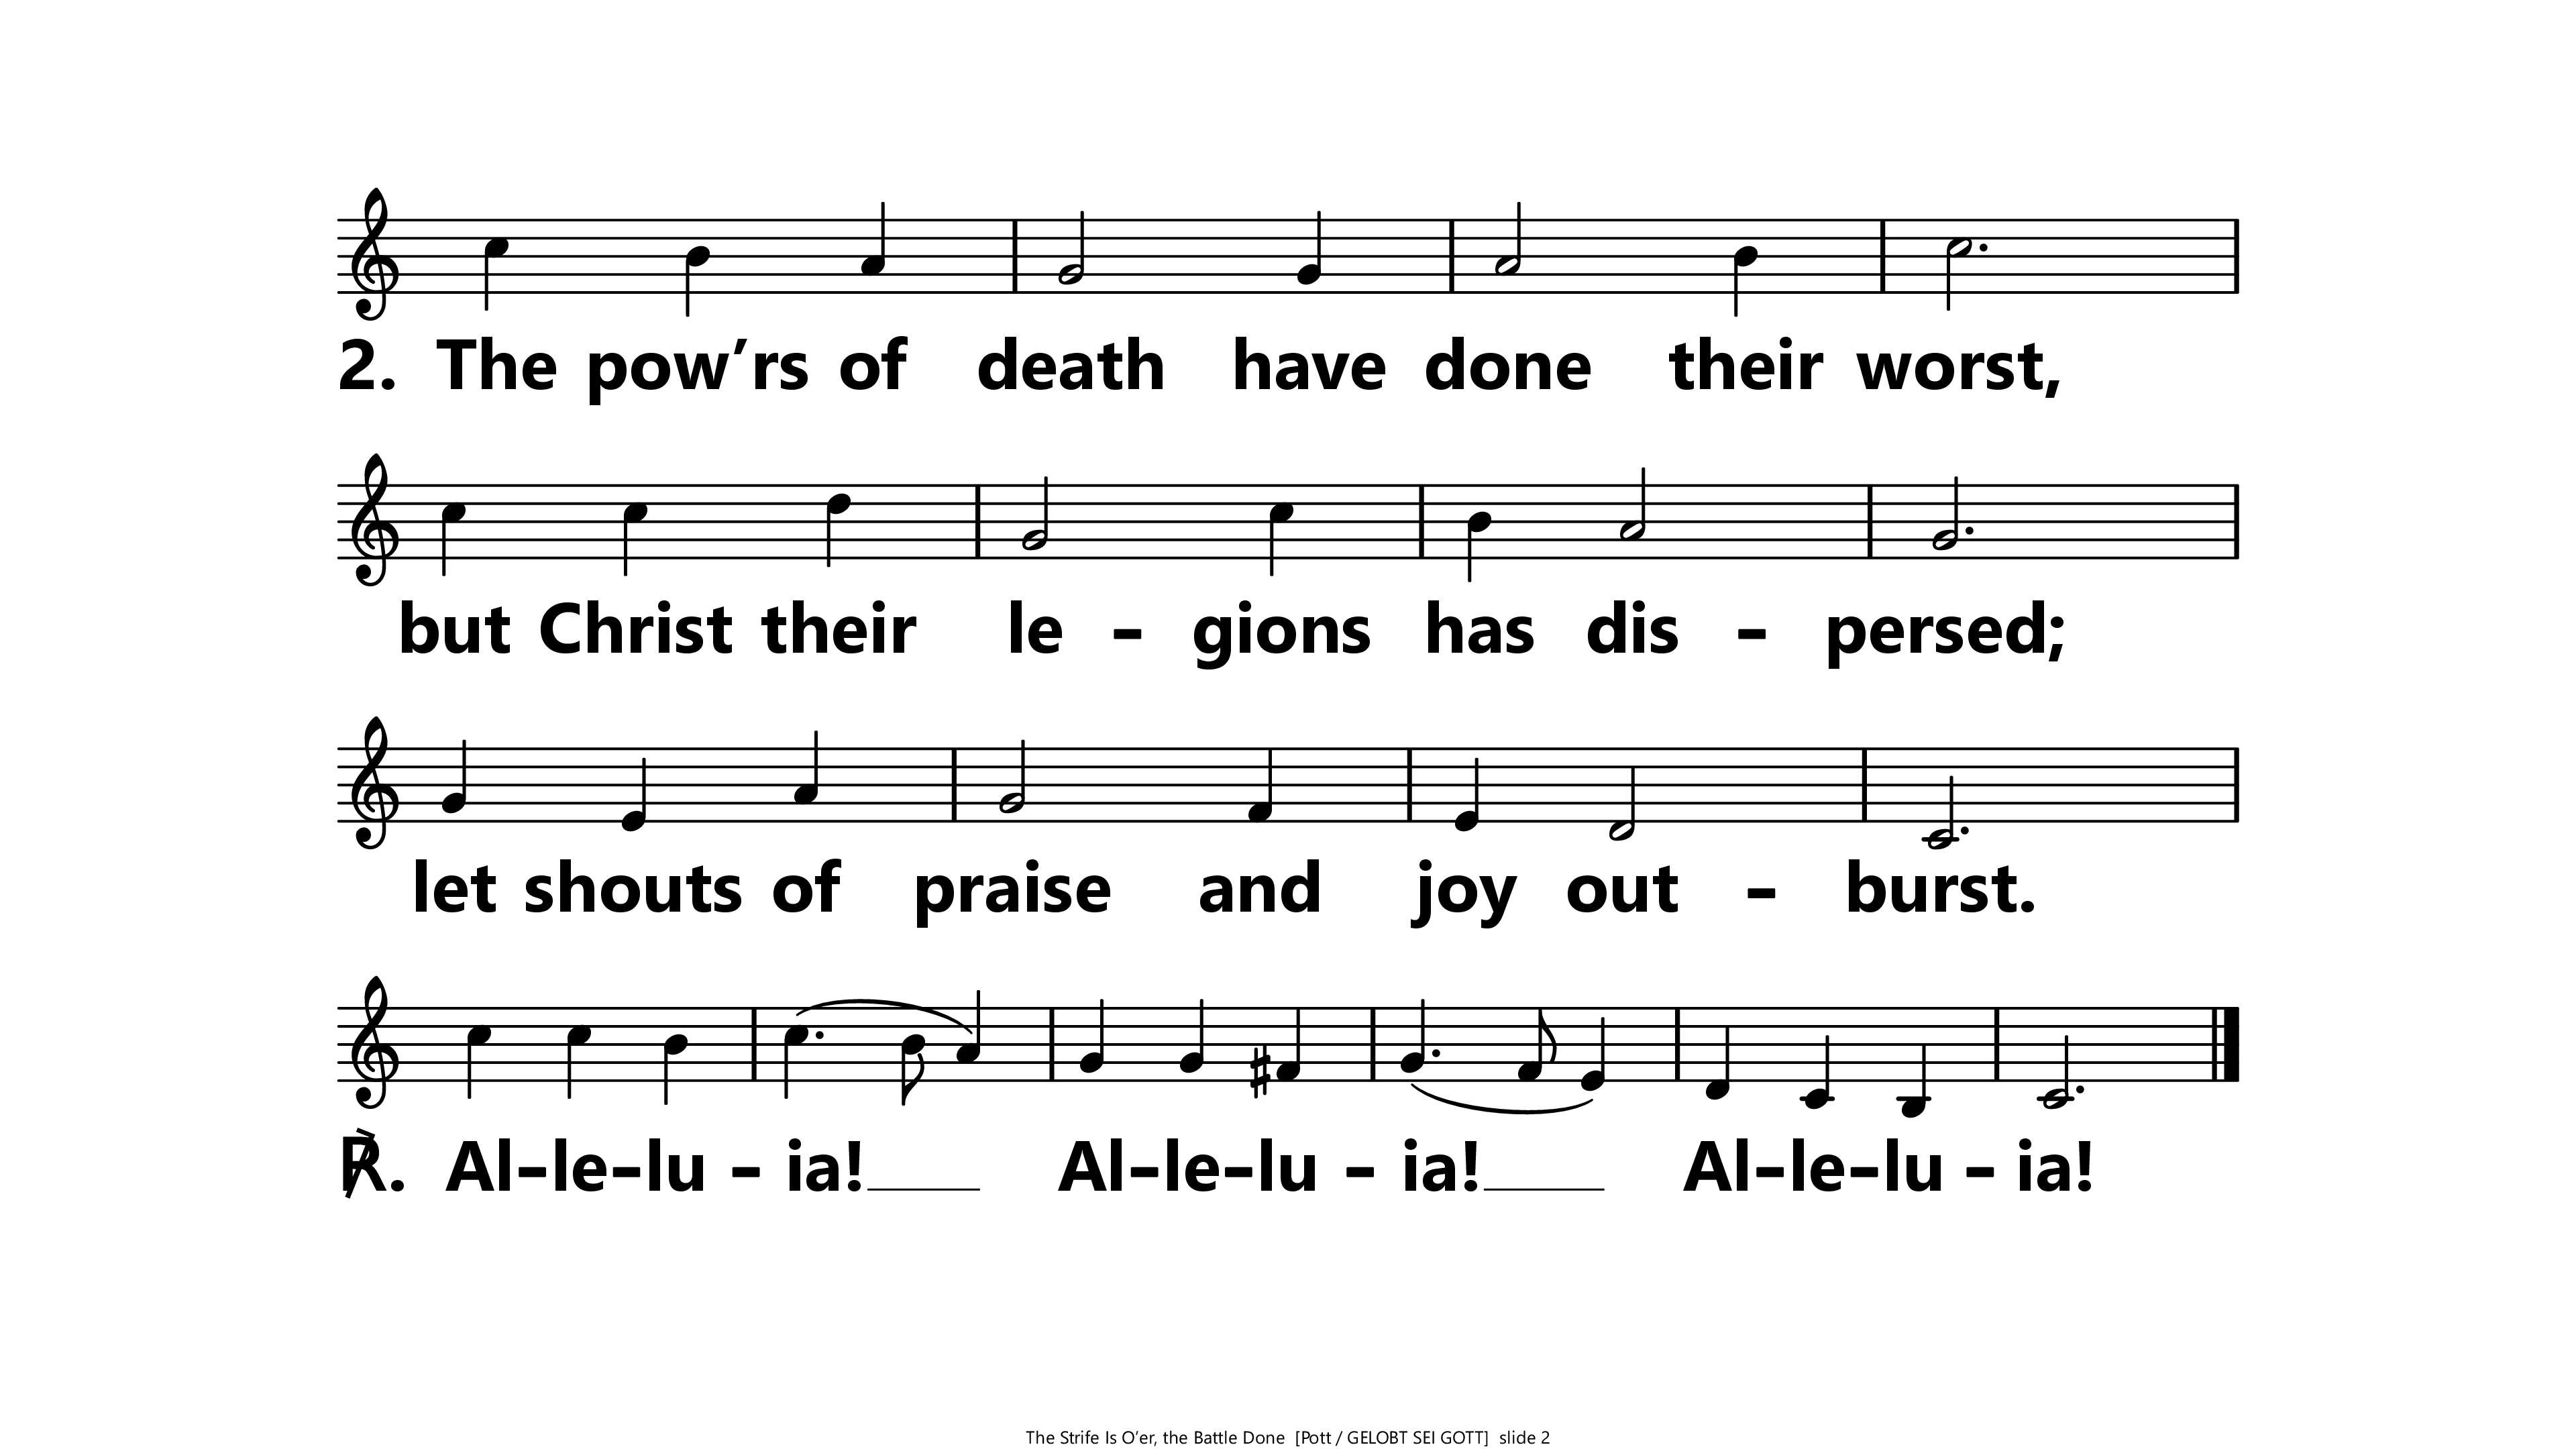 2. The pow’rs of death have done their worst,
but Christ their le – gions has dis – persed;
let shouts of praise and joy out – burst.
℟. Al–le–lu – ia!____ Al–le–lu – ia!____ Al–le–lu – ia!
The Strife Is O’er, the Battle Done [Pott / GELOBT SEI GOTT] slide 2